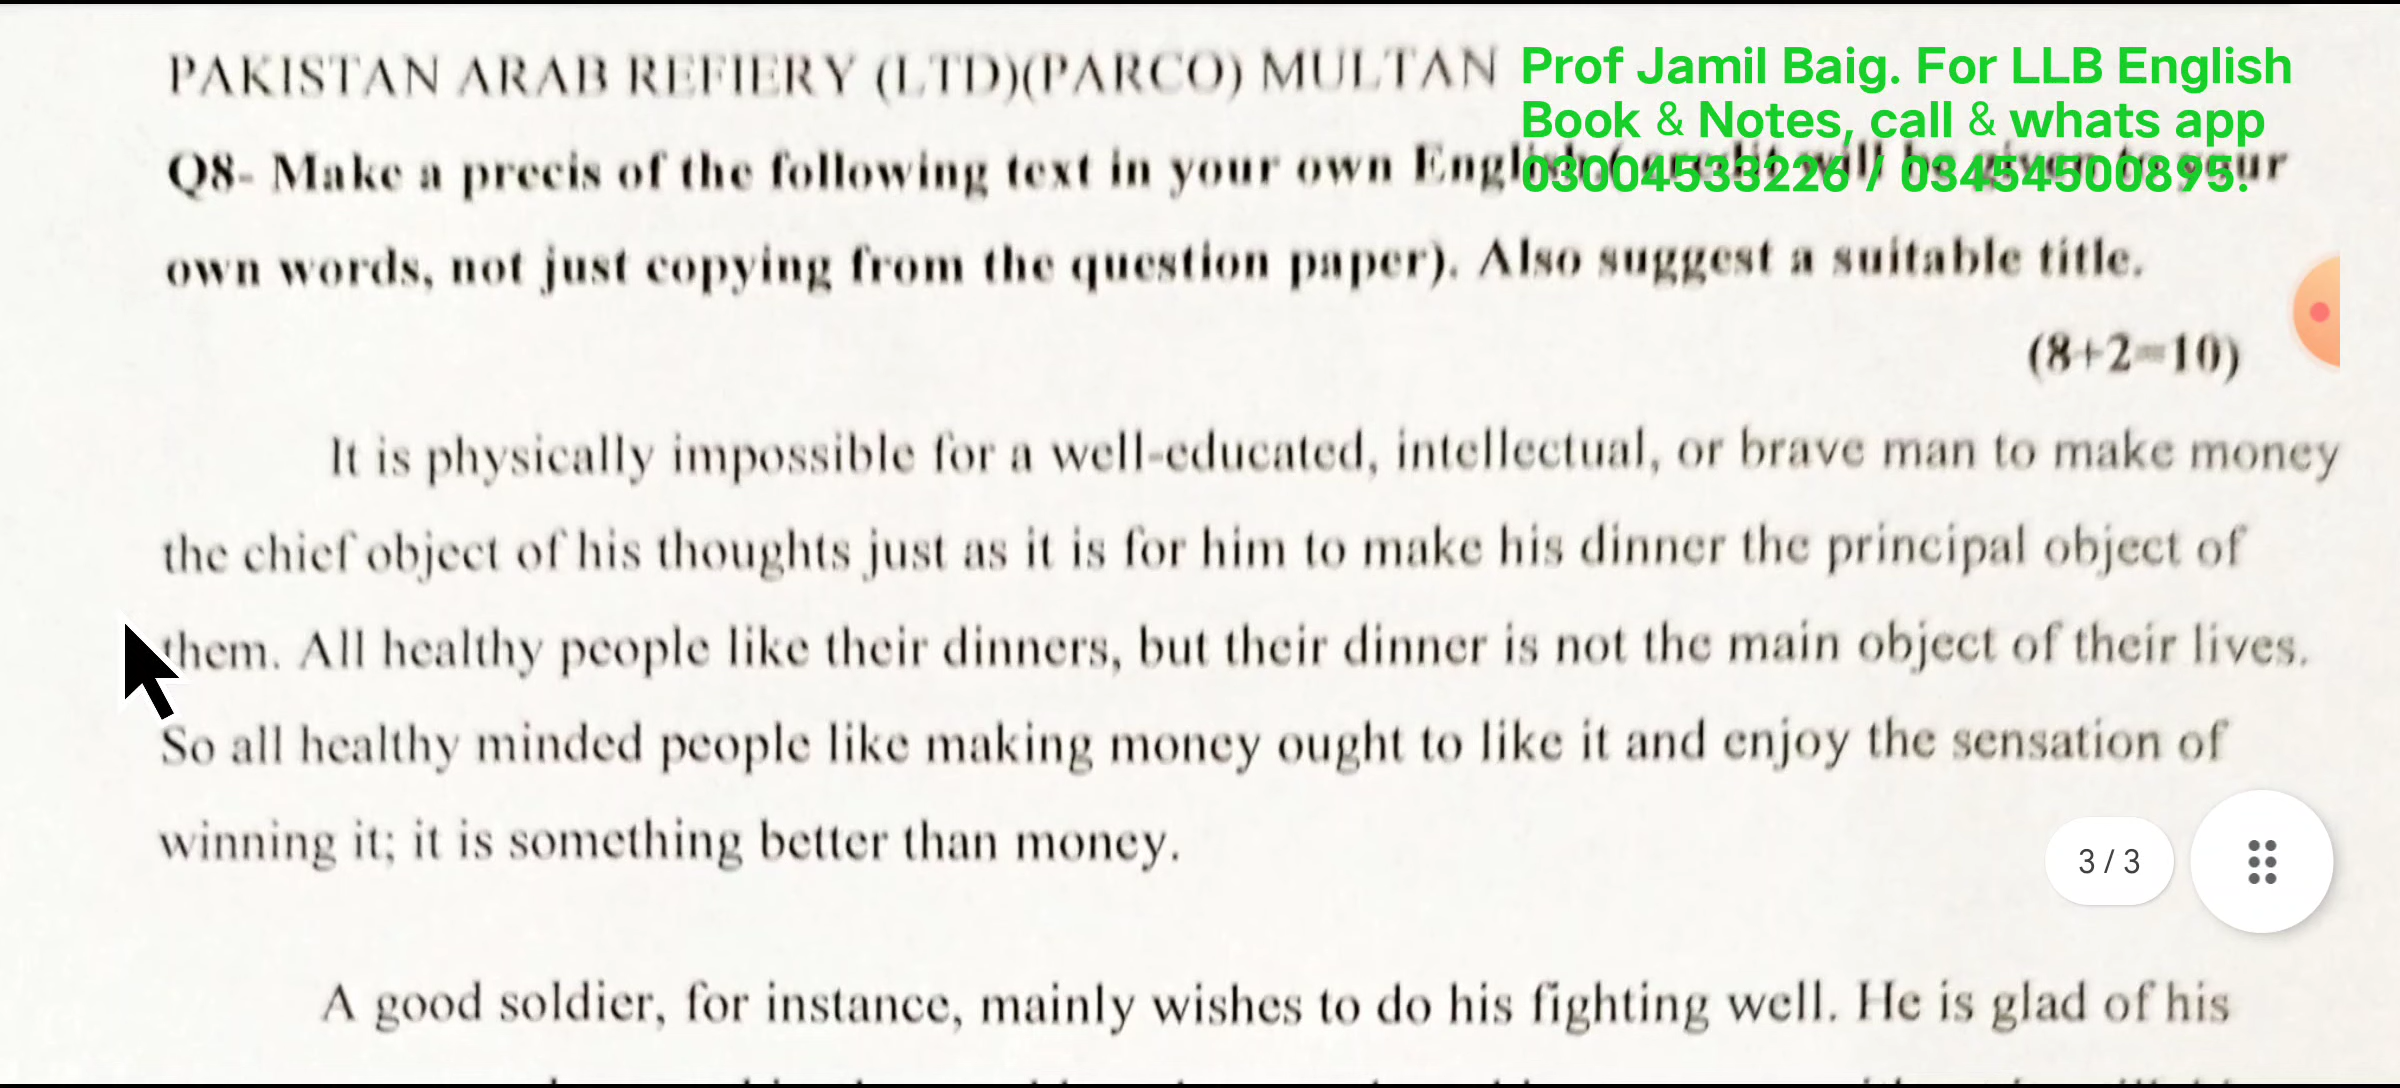 PAKISTAN ARAB REFIERY (LTD)(PARCO) MULTAN
Prof Jamil Baig. For LLB English
Book & Notes, call & whats app
03004533226 / 03454500895.
Q8- Make a precis of the following text in your own English ( credit will be given to your
own words, not just copying from the question paper). Also suggest a suitable title.
(8+2=10)
It is physically impossible for a well-educated, intellectual, or brave man to make money
the chief object of his thoughts just as it is for him to make his dinner the principal object of
them. All healthy people like their dinners, but their dinner is not the main object of their lives.
So all healthy minded people like making money ought to like it and enjoy the sensation of
winning it; it is something better than money.
3 / 3
A good soldier, for instance, mainly wishes to do his fighting well. He is glad of his